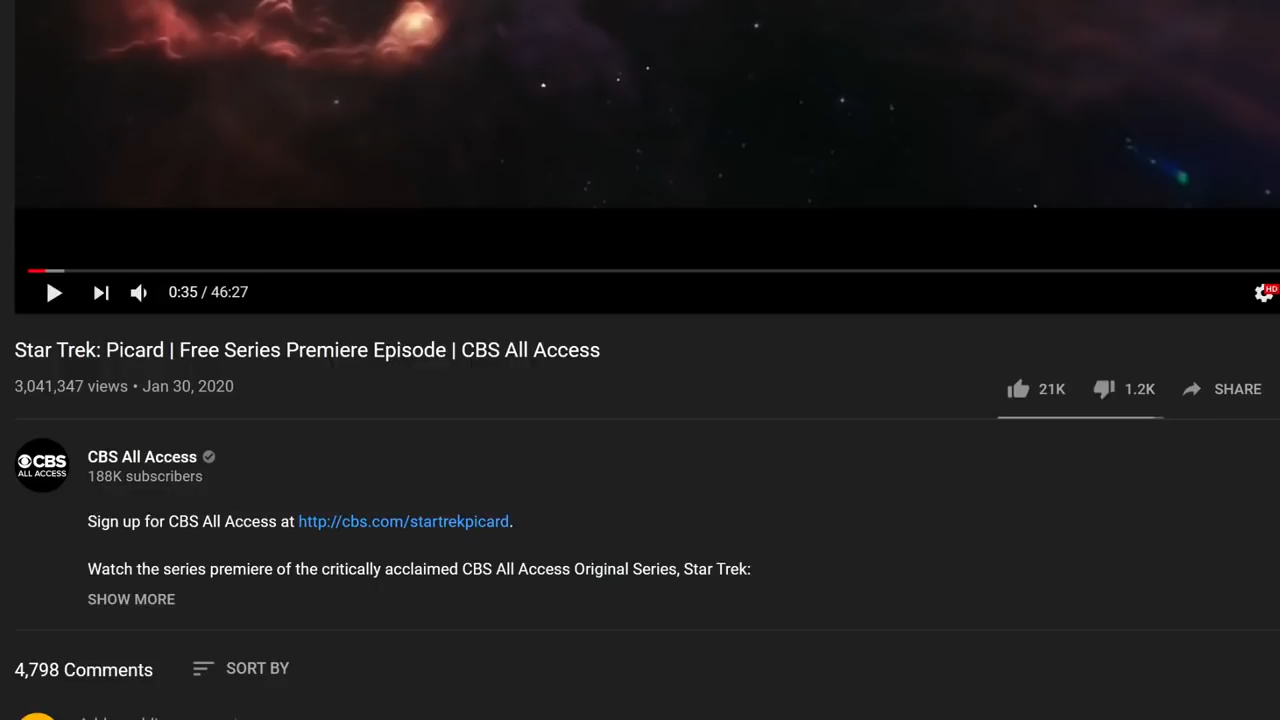 0:35 / 46:27
HD
Star Trek: Picard | Free Series Premiere Episode | CBS All Access
3,041,347 views • Jan 30, 2020
21K
1.2K
SHARE
CBS
ALL ACCESS
CBS All Access
188K subscribers
Sign up for CBS All Access at http://cbs.com/startrekpicard.
Watch the series premiere of the critically acclaimed CBS All Access Original Series, Star Trek:
SHOW MORE
4,798 Comments
SORT BY